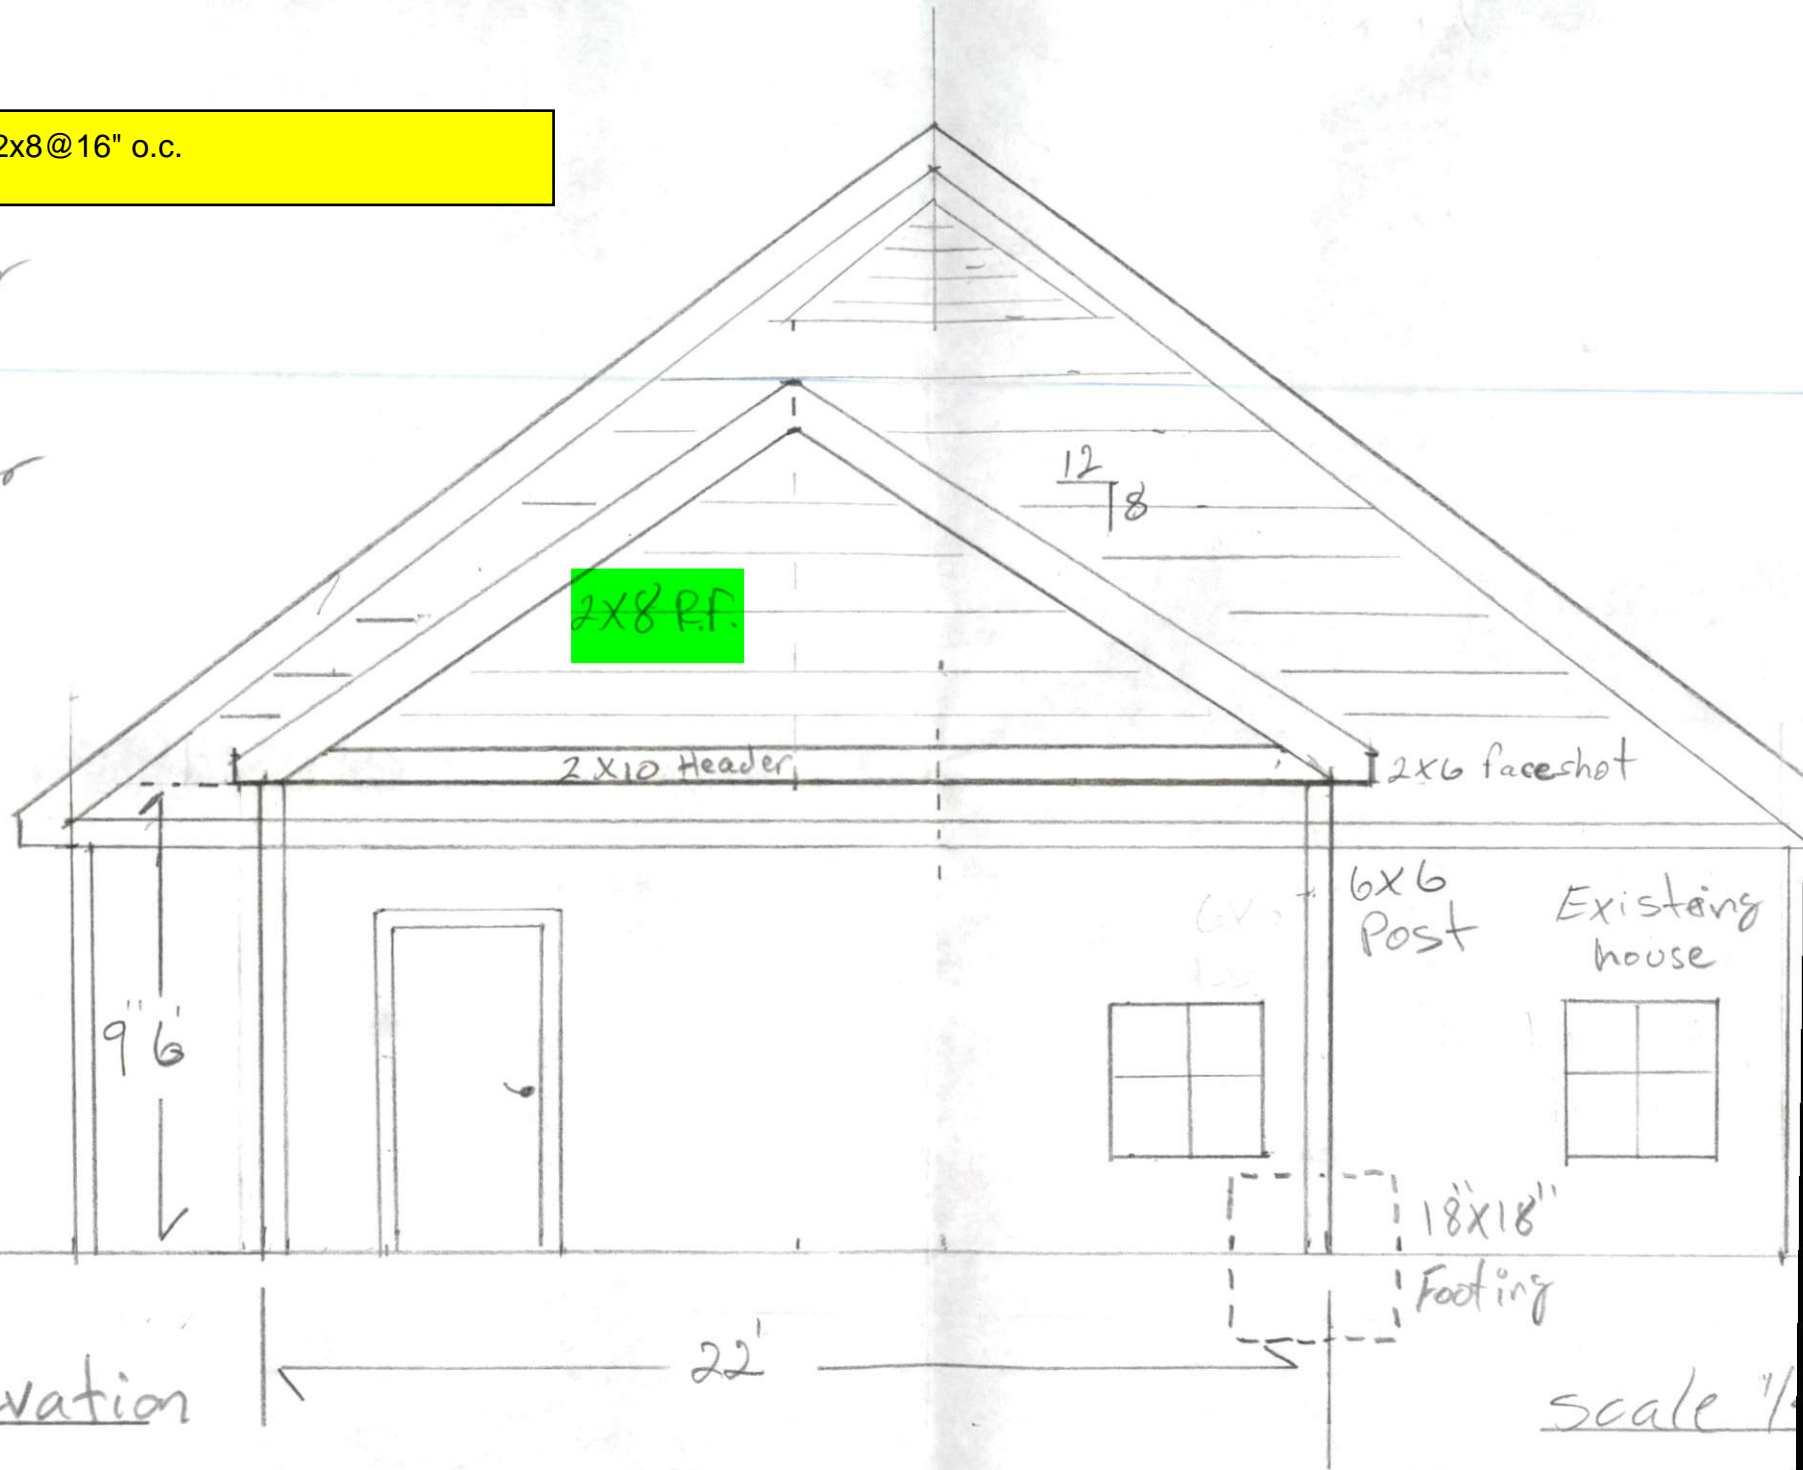 2x8@16" o.c.
12
8
2X8 R.F.
2X10 Header
2X6 faceshot
6X6
Post
Existing
house
9" 6'
18"X18"
Footing
22'
vation
scale